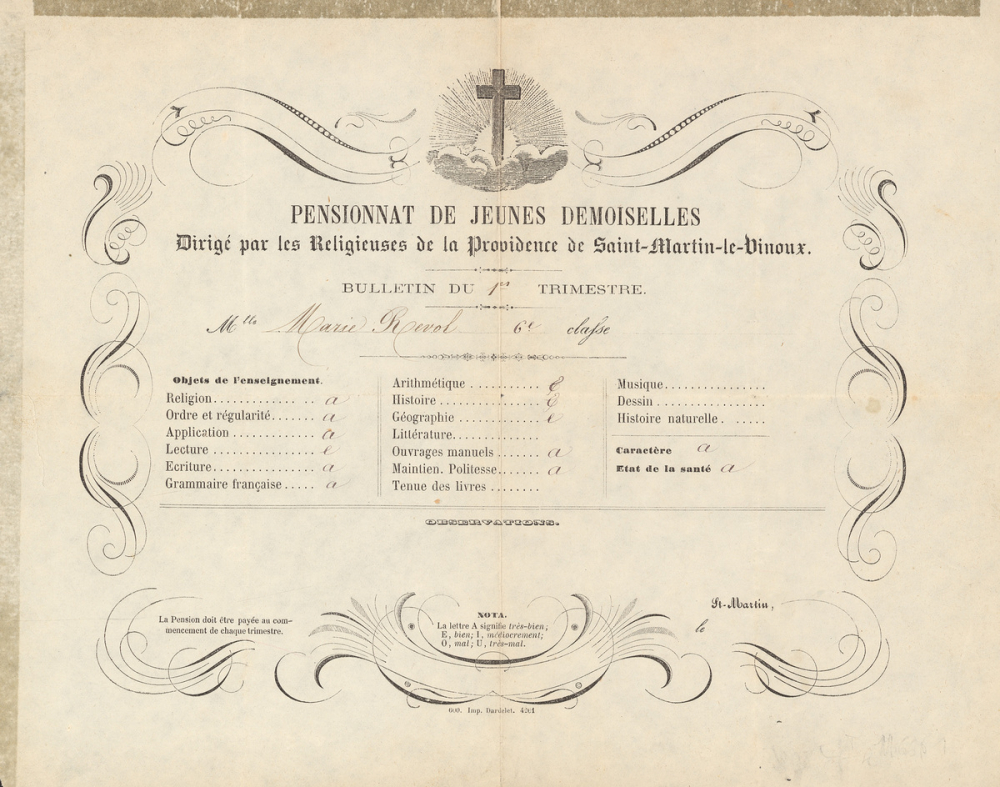 PENSIONNAT DE JEUNES DEMOISELLES
Dirigé par les Religieuses de la Providence de Saint-Martin-le-Vinoux.
BULLETIN DU 1er TRIMESTRE.
Mlle Marie Revol 6e classe
Objets de l'enseignement.
Religion............. a
Ordre et régularité....... a
Application ............ a
Lecture ............... e
Ecriture............... a
Grammaire française ..... a
Arithmétique ........... e
Histoire ............... e
Géographie ............ e
Littérature.............
Ouvrages manuels ....... a
Maintien. Politesse....... a
Tenue des livres ........
Musique...............
Dessin .................
Histoire naturelle . .....
Caractère a
Etat de la santé a
OBSERVATIONS.
La Pension doit être payée au com-
mencement de chaque trimestre.
NOTA.
La lettre A signifie très-bien;
E, bien; I, médiocrement;
O, mal; U, très-mal.
St-Martin,
le
600. Imp. Dardelet. 4261